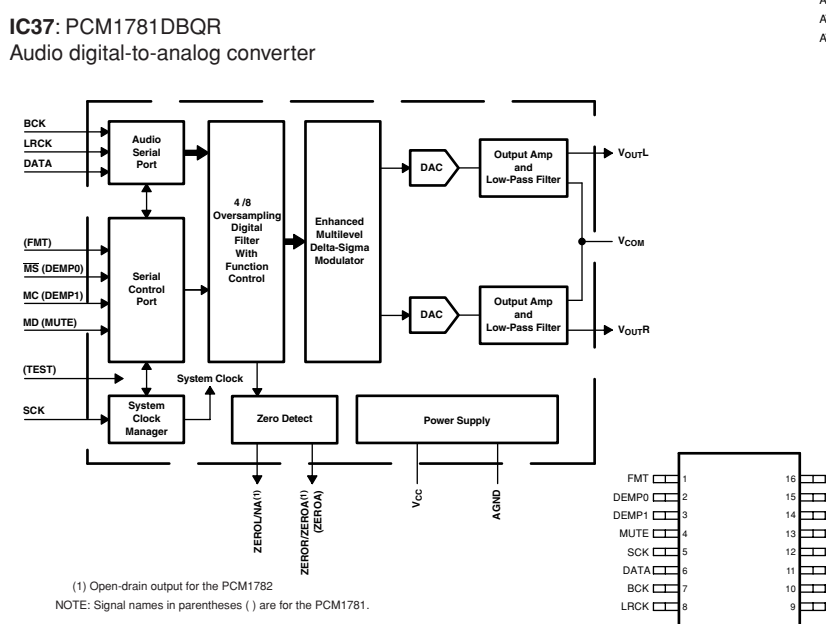 IC37: PCM1781DBQR
Audio digital-to-analog converter
A
A
A
BCK
LRCK
DATA
Audio
Serial
Port
(FMT)
MS (DEMP0)
MC (DEMP1)
MD (MUTE)
Serial
Control
Port
(TEST)
SCK
System
Clock
Manager
System Clock
4 /8
Oversampling
Digital
Filter
With
Function
Control
Enhanced
Multilevel
Delta-Sigma
Modulator
DAC
Output Amp
and
Low-Pass Filter
VOUTL
VCOM
DAC
Output Amp
and
Low-Pass Filter
VOUTR
Zero Detect
Power Supply
ZEROL/NA(1)
ZEROR/ZEROA(1)
(ZEROA)
VCC
AGND
(1) Open-drain output for the PCM1782
NOTE: Signal names in parentheses ( ) are for the PCM1781.
FMT 1 16
DEMP0 2 15
DEMP1 3 14
MUTE 4 13
SCK 5 12
DATA 6 11
BCK 7 10
LRCK 8 9